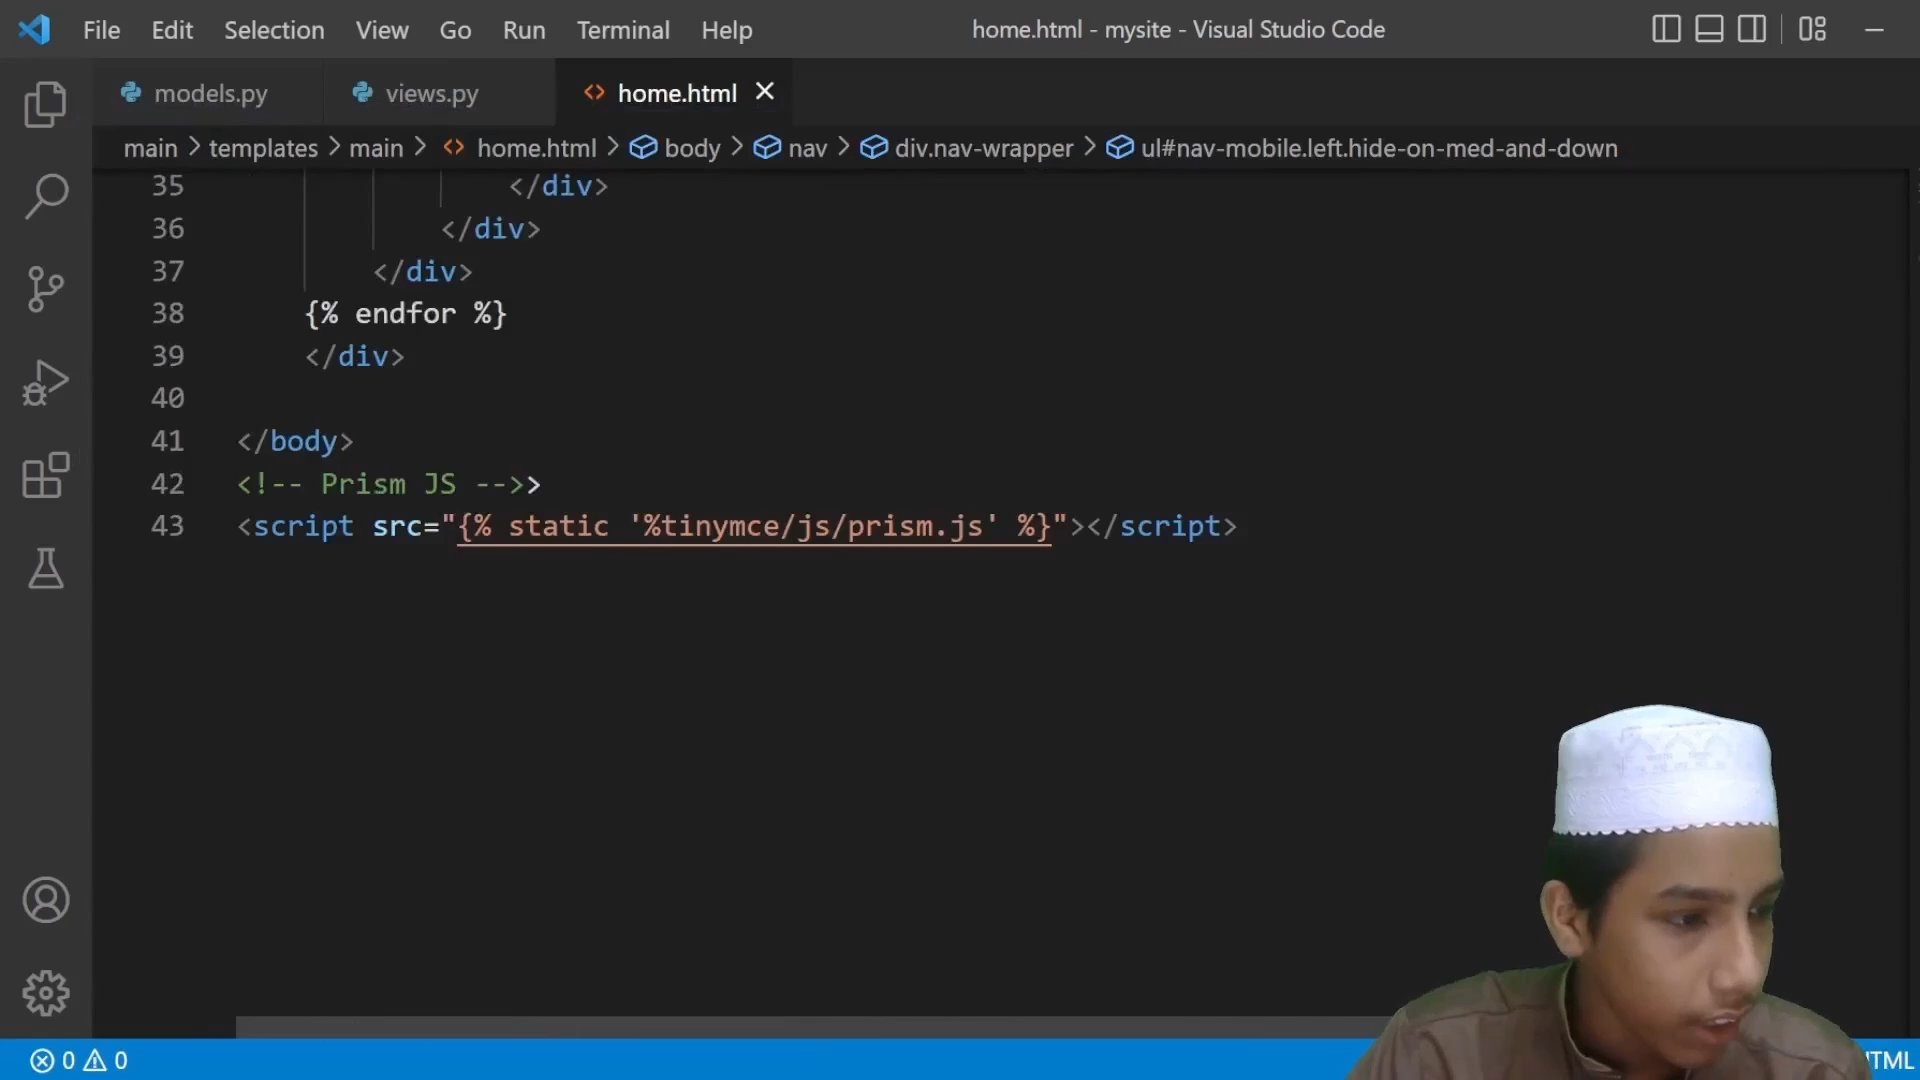 File Edit Selection View Go Run Terminal Help home.html - mysite - Visual Studio Code
models.py views.py home.html
main > templates > main > home.html > body > nav > div.nav-wrapper > ul#nav-mobile.left.hide-on-med-and-down
35 </div>
36 </div>
37 </div>
38 {% endfor %}
39 </div>
40
41 </body>
42 <!-- Prism JS -->>
43 <script src="{% static '%tinymce/js/prism.js' %}"></script>
0 0 HTML